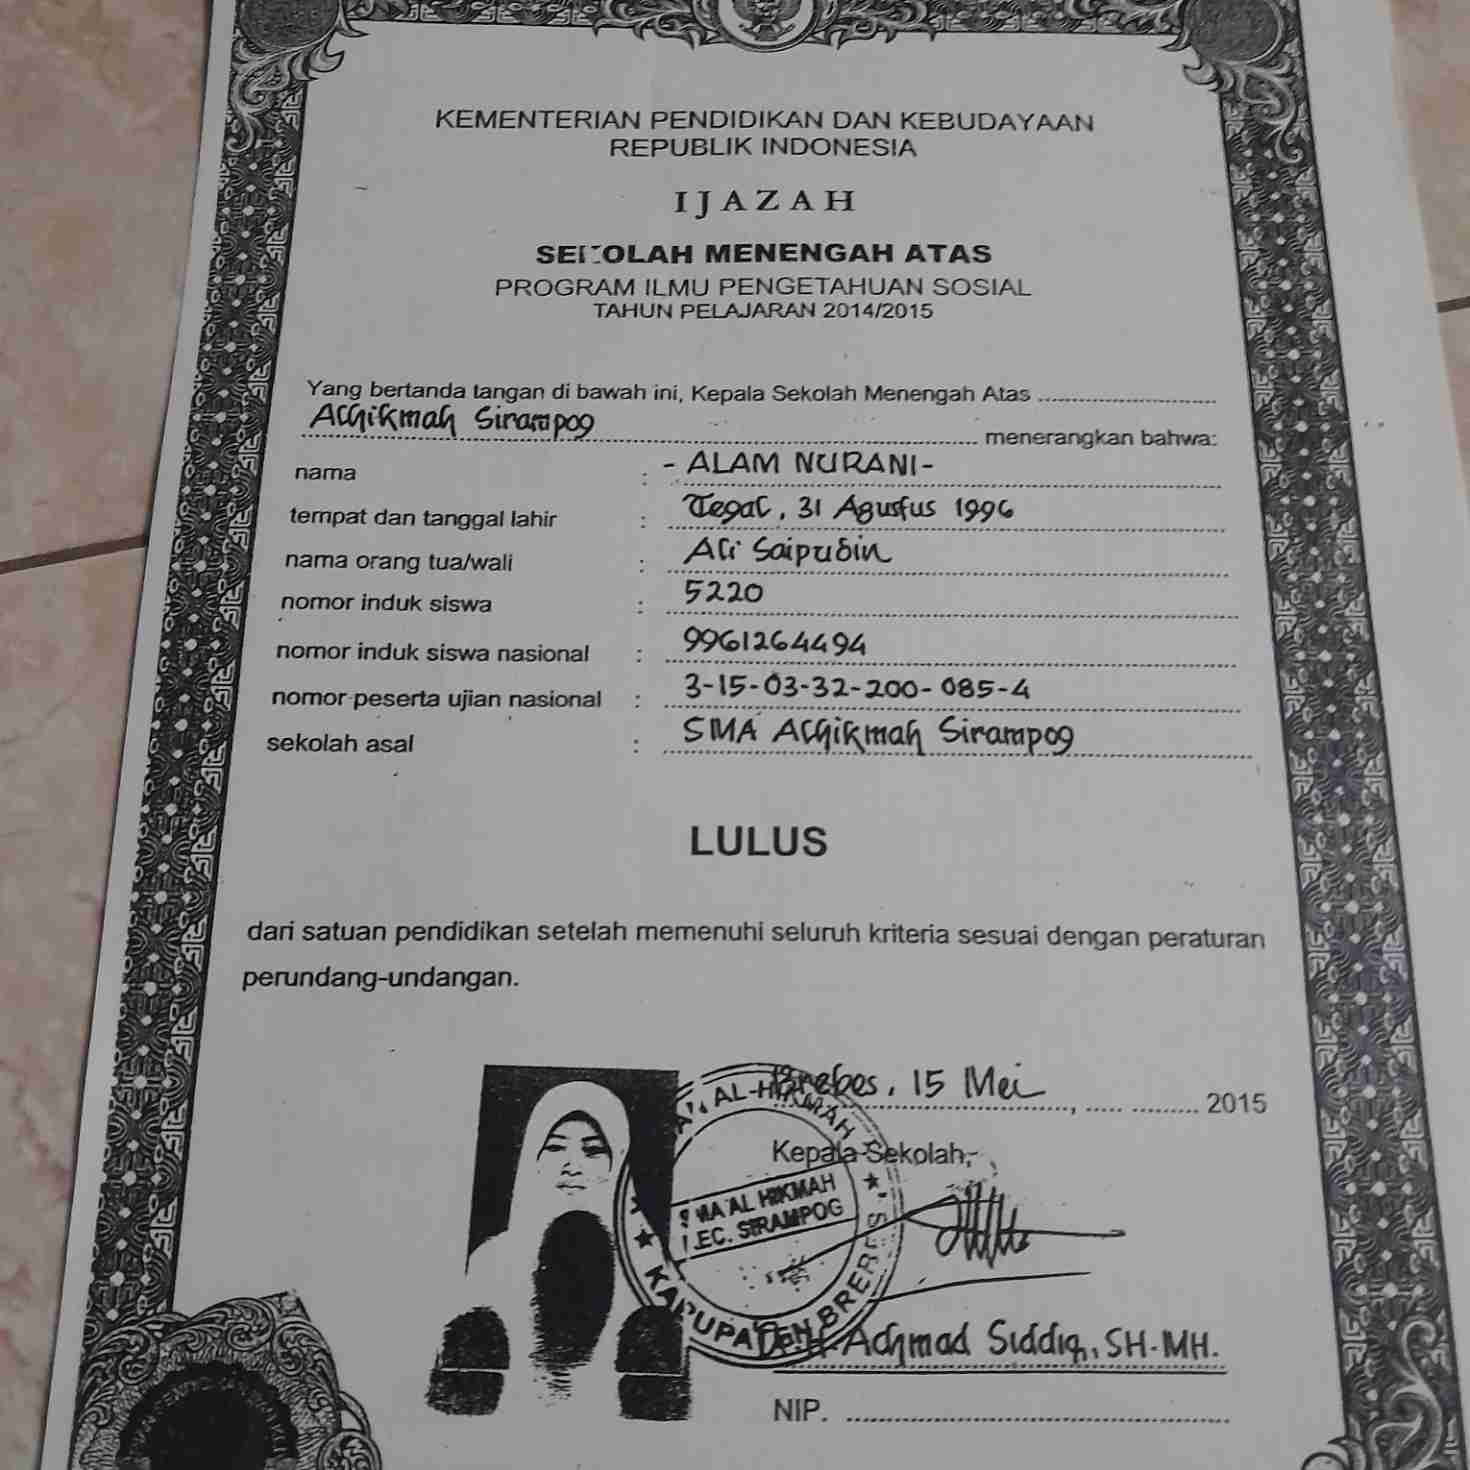 KEMENTERIAN PENDIDIKAN DAN KEBUDAYAAN
REPUBLIK INDONESIA
IJAZAH
SEKOLAH MENENGAH ATAS
PROGRAM ILMU PENGETAHUAN SOSIAL
TAHUN PELAJARAN 2014/2015
Yang bertanda tangan di bawah ini, Kepala Sekolah Menengah Atas
Alhikmah Sirampog menerangkan bahwa:
nama : - ALAM NURANI -
tempat dan tanggal lahir : Tegal, 31 Agustus 1996
nama orang tua/wali : Ali Saipudin
nomor induk siswa : 5220
nomor induk siswa nasional : 9961264494
nomor peserta ujian nasional : 3-15-03-32-200-085-4
sekolah asal : SMA Alhikmah Sirampog
LULUS
dari satuan pendidikan setelah memenuhi seluruh kriteria sesuai dengan peraturan
perundang-undangan.
Brebes, 15 Mei, 2015
Kepala Sekolah,
AL-HIKMAH
SMA AL HIKMAH
KEC. SIRAMPOG
KABUPATEN BREBES
Achmad Siddiq, SH.MH.
NIP.